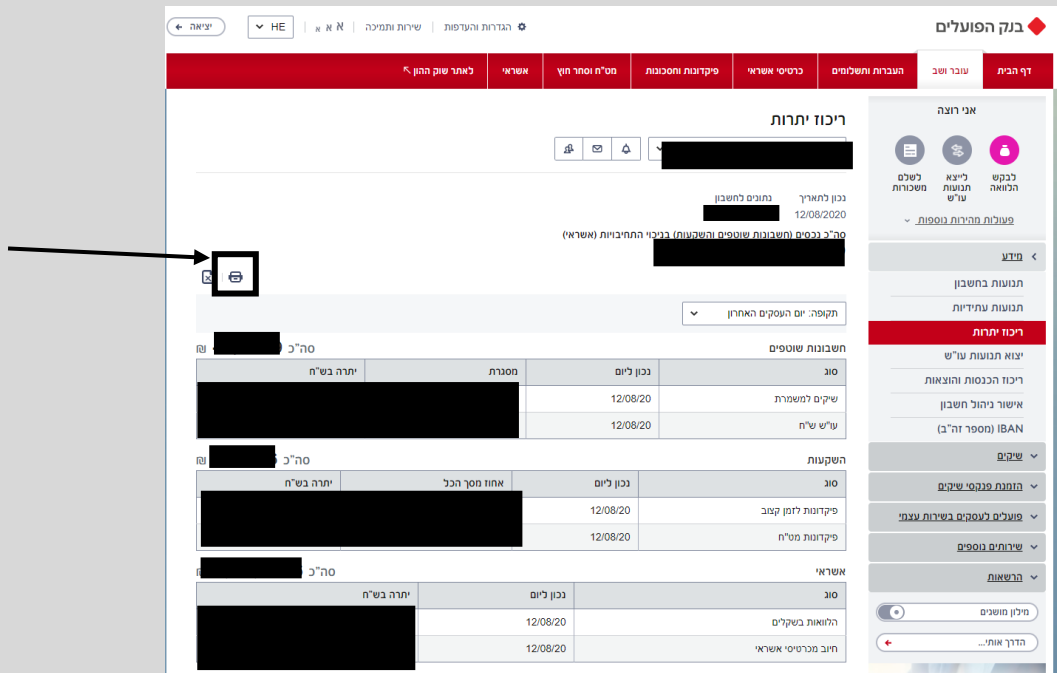 בנק הפועלים
הגדרות והעדפות
שירות ותמיכה
א א א
HE
יציאה
דף הבית
עובר ושב
העברות ותשלומים
כרטיסי אשראי
פיקדונות וחסכונות
מט"ח וסחר חוץ
אשראי
לאתר שוק ההון
אני רוצה
לבקש הלוואה
לייצא תנועות עו"ש
לשלם משכורות
פעולות מהירות נוספות
מידע
תנועות בחשבון
תנועות עתידיות
ריכוז יתרות
יצוא תנועות עו"ש
ריכוז הכנסות והוצאות
אישור ניהול חשבון
IBAN (מספר זה"ב)
שיקים
הזמנת פנקסי שיקים
פועלים לעסקים בשירות עצמי
שירותים נוספים
הרשאות
מילון מושגים
הדרך אותי...
ריכוז יתרות
נכון לתאריך נתונים לחשבון
12/08/2020
סה"כ נכסים (חשבונות שוטפים והשקעות) בניכוי התחיבויות (אשראי)
תקופה: יום העסקים האחרון
חשבונות שוטפים סה"כ ₪
סוג נכון ליום מסגרת יתרה בש"ח
שיקים למשמרת 12/08/20
עו"ש ש"ח 12/08/20
השקעות סה"כ ₪
סוג נכון ליום אחוז מסך הכל יתרה בש"ח
פיקדונות לזמן קצוב 12/08/20
פיקדונות מט"ח 12/08/20
אשראי סה"כ ₪
סוג נכון ליום יתרה בש"ח
הלוואות בשקלים 12/08/20
חיוב מכרטיסי אשראי 12/08/20